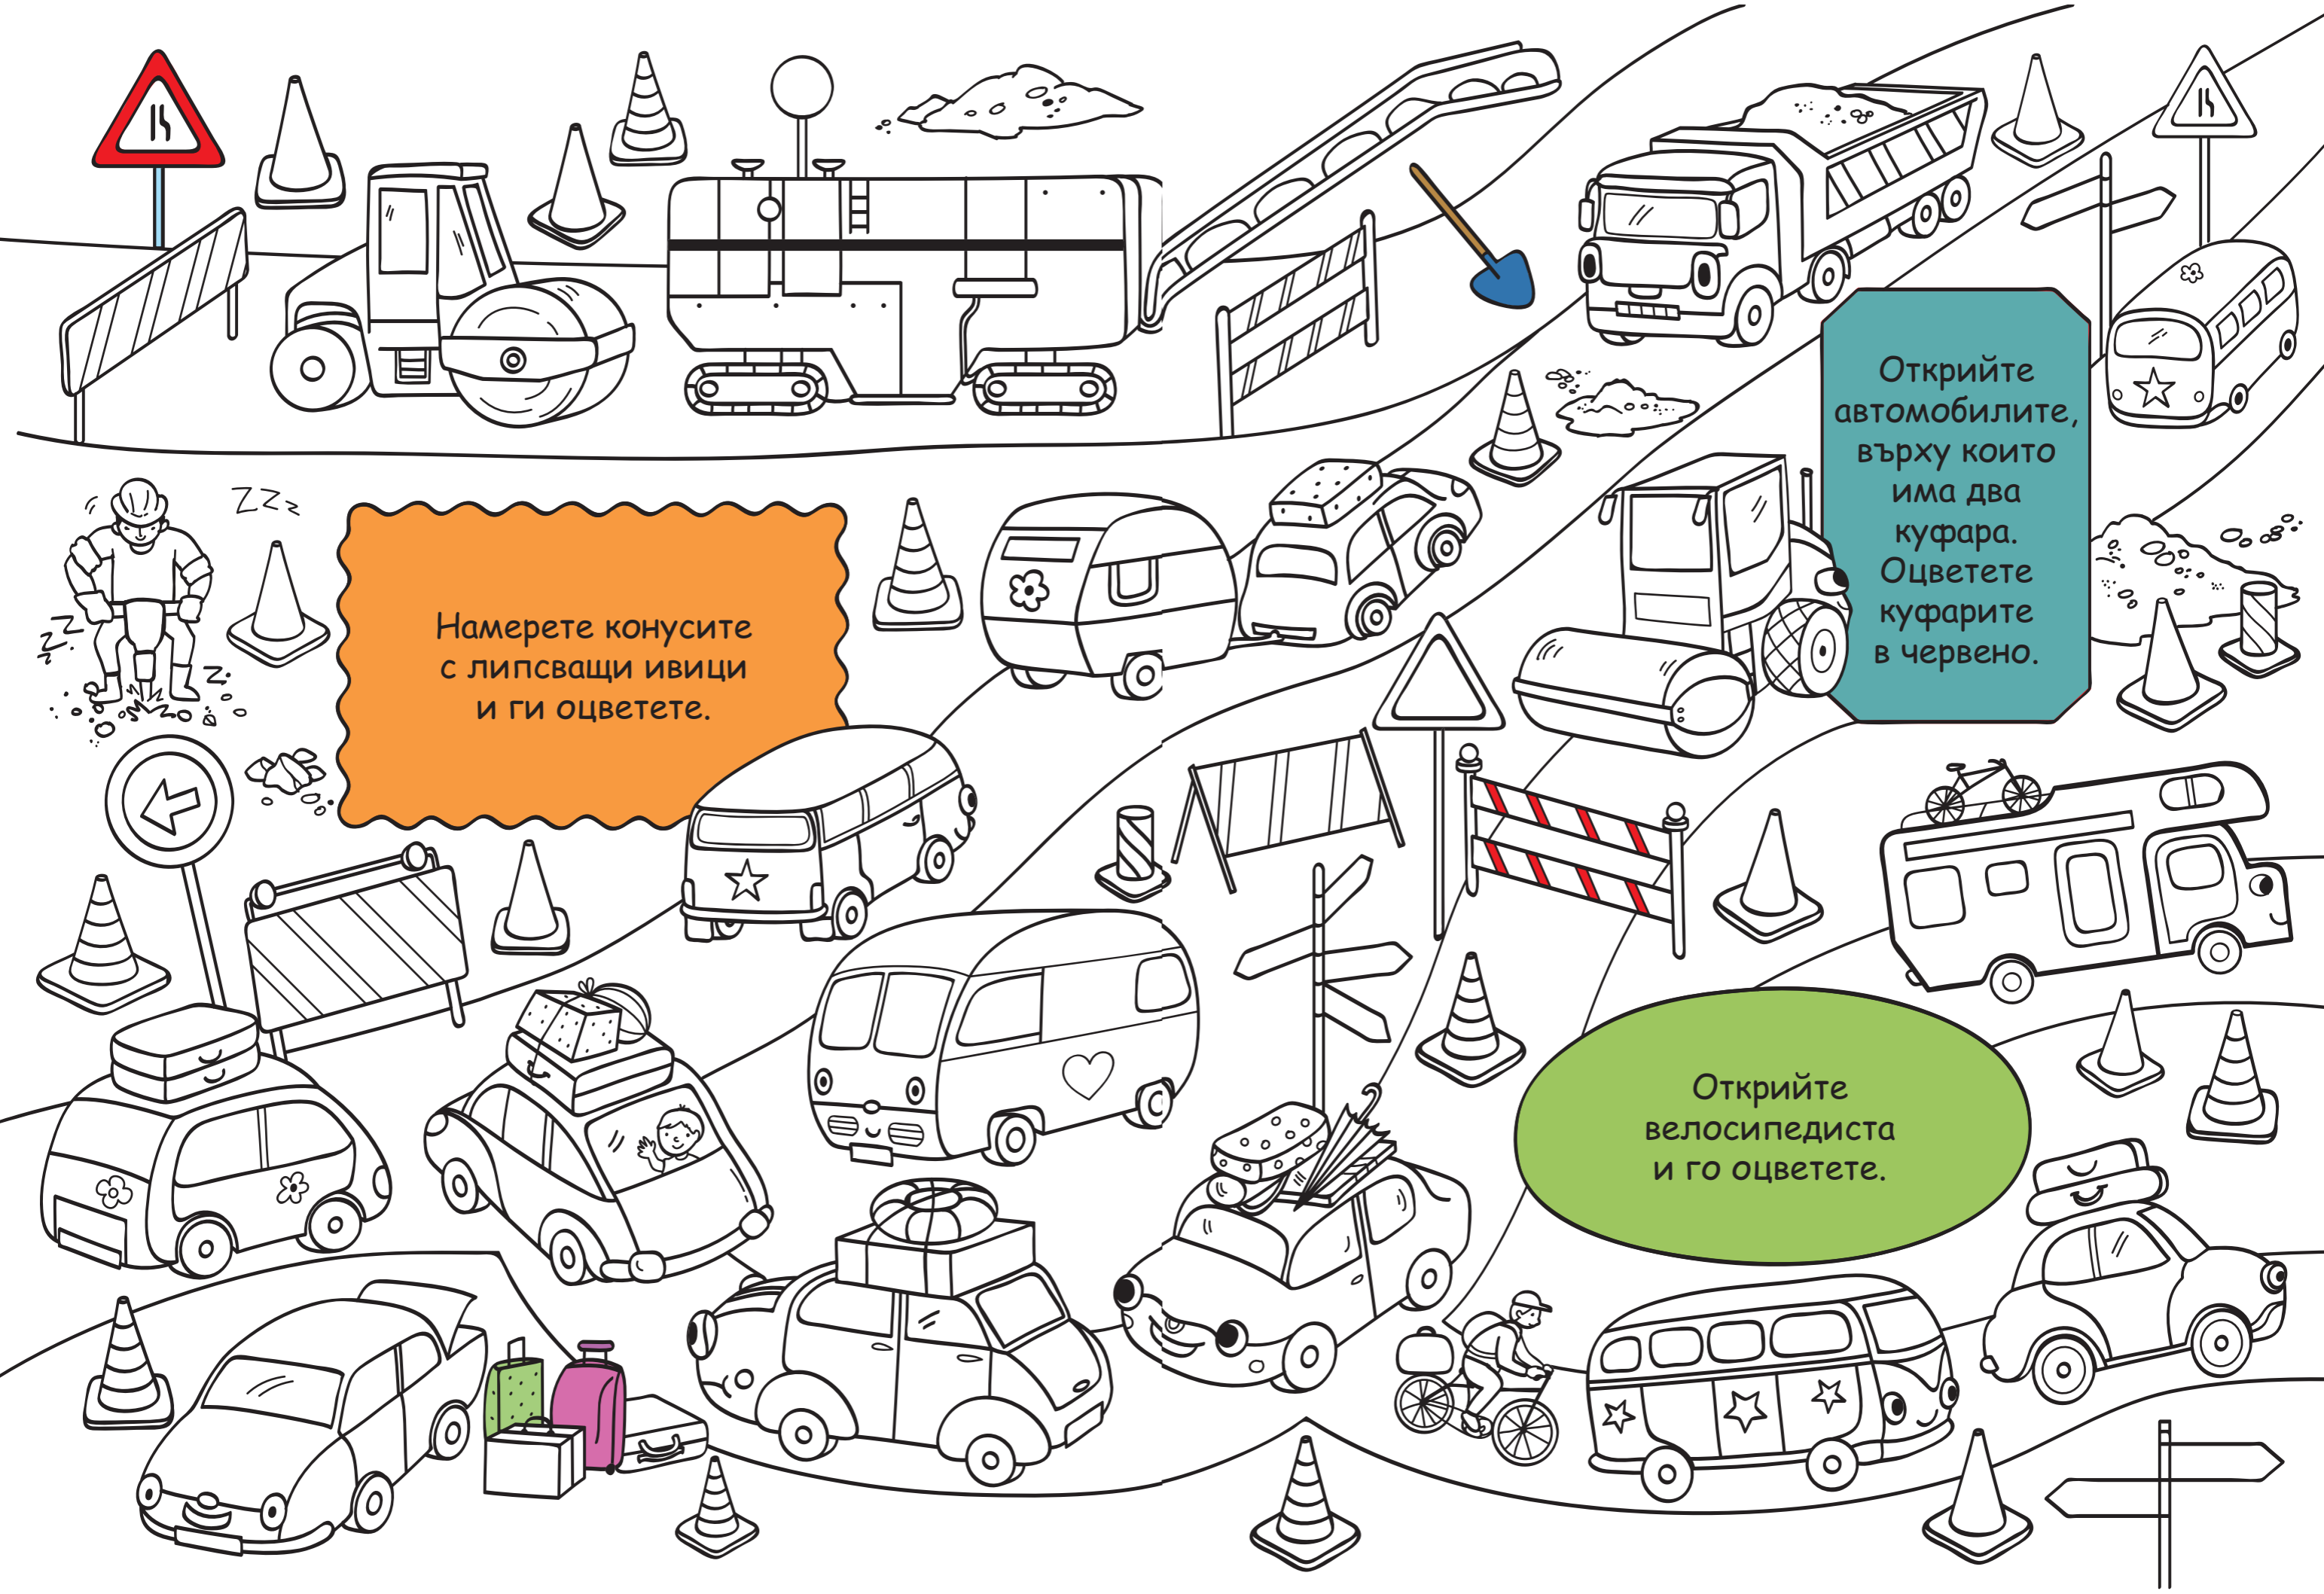 Открийте
автомобилите,
върху които
има два
куфара.
Оцветете
куфарите
в червено.
ZZZ
Намерете конусите
с липсващи ивици
и ги оцветете.
Открийте
велосипедиста
и го оцветете.